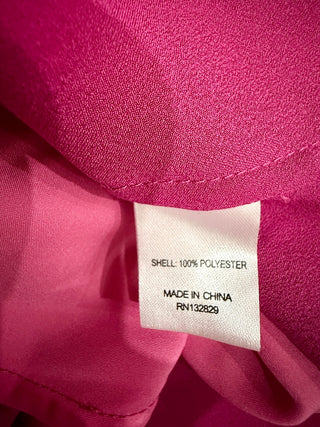 SHELL: 100% POLYESTER
MADE IN CHINA
RN132829